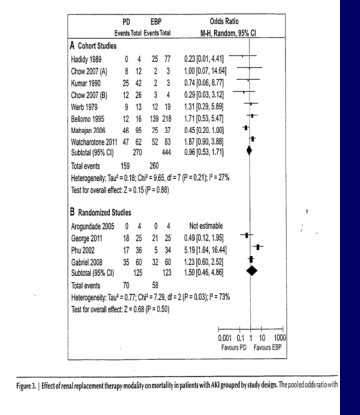 PD EBP Odds Ratio
Events Total Events Total M-H, Random, 95% CI
A Cohort Studies
Hadidy 1989 0 4 25 77 0.23 [0.01, 4.41]
Chow 2007 (A) 8 12 2 3 1.00 [0.07, 14.64]
Kumar 1990 25 42 2 3 0.74 [0.06, 8.77]
Chow 2007 (B) 12 26 3 4 0.29 [0.03, 3.12]
Werb 1979 9 13 12 19 1.31 [0.29, 5.89]
Bellomo 1995 12 16 139 218 1.71 [0.53, 5.47]
Mahajan 2006 46 95 25 37 0.45 [0.20, 1.00]
Watcharotone 2011 47 62 52 83 1.87 [0.90, 3.88]
Subtotal (95% CI) 270 444 0.96 [0.53, 1.71]
Total events 159 260
Heterogeneity: Tau² = 0.18; Chi² = 9.65, df = 7 (P = 0.21); I² = 27%
Test for overall effect: Z = 0.15 (P = 0.88)
B Randomized Studies
Arogundade 2005 0 4 0 4 Not estimable
George 2011 18 25 21 25 0.49 [0.12, 1.95]
Phu 2002 17 36 5 34 5.19 [1.64, 16.44]
Gabriel 2008 35 60 32 60 1.23 [0.60, 2.52]
Subtotal (95% CI) 125 123 1.50 [0.46, 4.86]
Total events 70 58
Heterogeneity: Tau² = 0.77; Chi² = 7.29, df = 2 (P = 0.03); I² = 73%
Test for overall effect: Z = 0.68 (P = 0.50)
0.001 0.1 1 10 1000
Favours PD Favours EBP
Figure 3. | Effect of renal replacement therapy modality on mortality in patients with AKI grouped by study design. The pooled odds ratio with